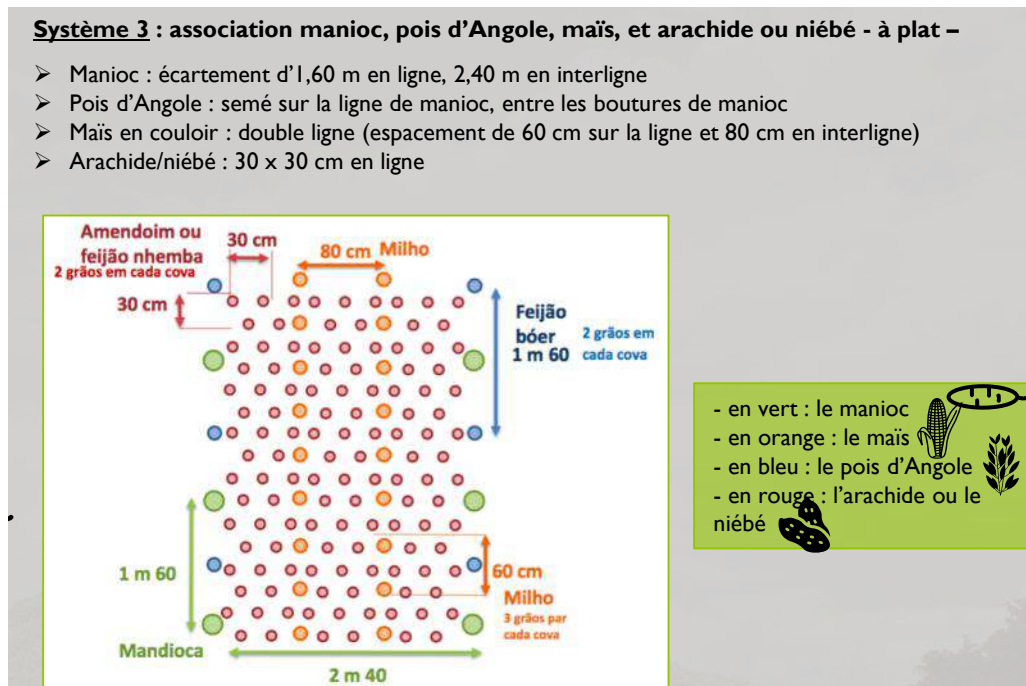 Système 3 : association manioc, pois d’Angole, maïs, et arachide ou niébé - à plat –
➢ Manioc : écartement d’1,60 m en ligne, 2,40 m en interligne
➢ Pois d’Angole : semé sur la ligne de manioc, entre les boutures de manioc
➢ Maïs en couloir : double ligne (espacement de 60 cm sur la ligne et 80 cm en interligne)
➢ Arachide/niébé : 30 x 30 cm en ligne
Amendoim ou
feijão nhemba
2 grãos em cada cova
30 cm
80 cm Milho
30 cm
Feijão
bóer
1 m 60
2 grãos em
cada cova
- en vert : le manioc
- en orange : le maïs
- en bleu : le pois d’Angole
- en rouge : l’arachide ou le
niébé
1 m 60
60 cm
Milho
3 grãos par
cada cova
Mandioca
2 m 40